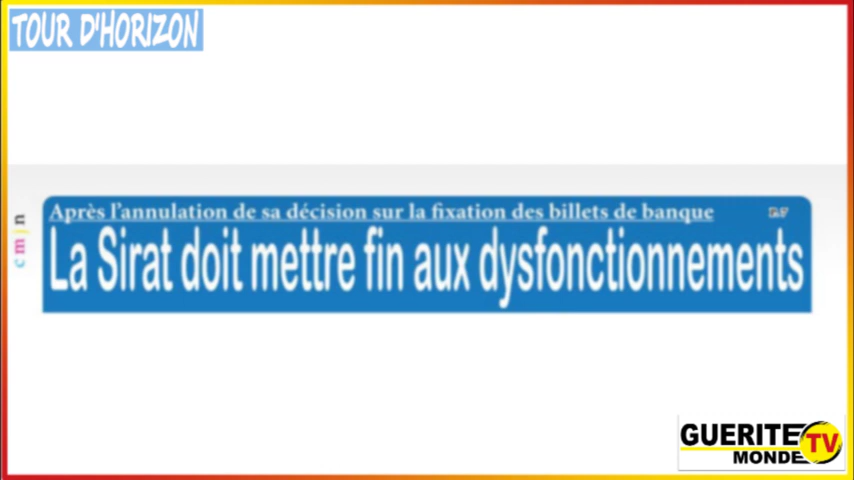 TOUR D'HORIZON
Après l'annulation de sa décision sur la fixation des billets de banque
La Sirat doit mettre fin aux dysfonctionnements
cmjn
GUERITE TV
MONDE